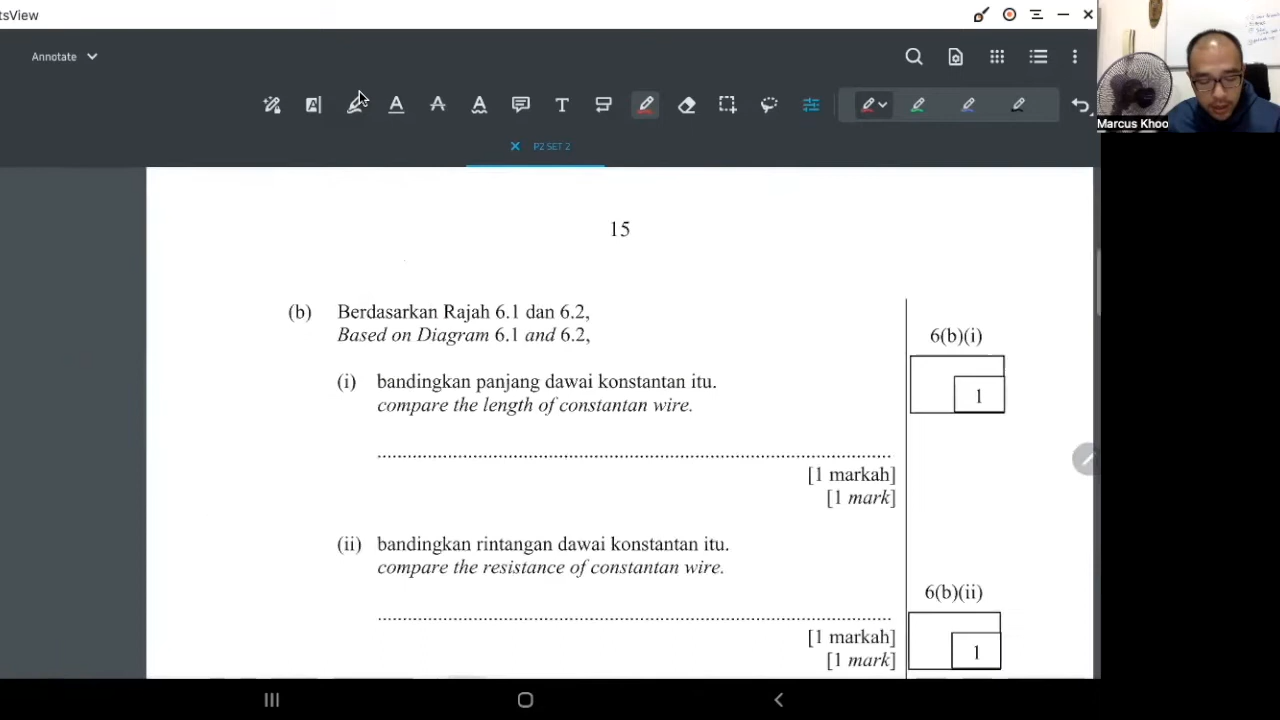 tsView
Annotate
P2 SET 2
Marcus Khoo
15
(b) Berdasarkan Rajah 6.1 dan 6.2,
Based on Diagram 6.1 and 6.2,
6(b)(i)
(i) bandingkan panjang dawai konstantan itu.
1
compare the length of constantan wire.
................................................................................................
[1 markah]
[1 mark]
(ii) bandingkan rintangan dawai konstantan itu.
compare the resistance of constantan wire.
6(b)(ii)
................................................................................................
[1 markah]
1
[1 mark]